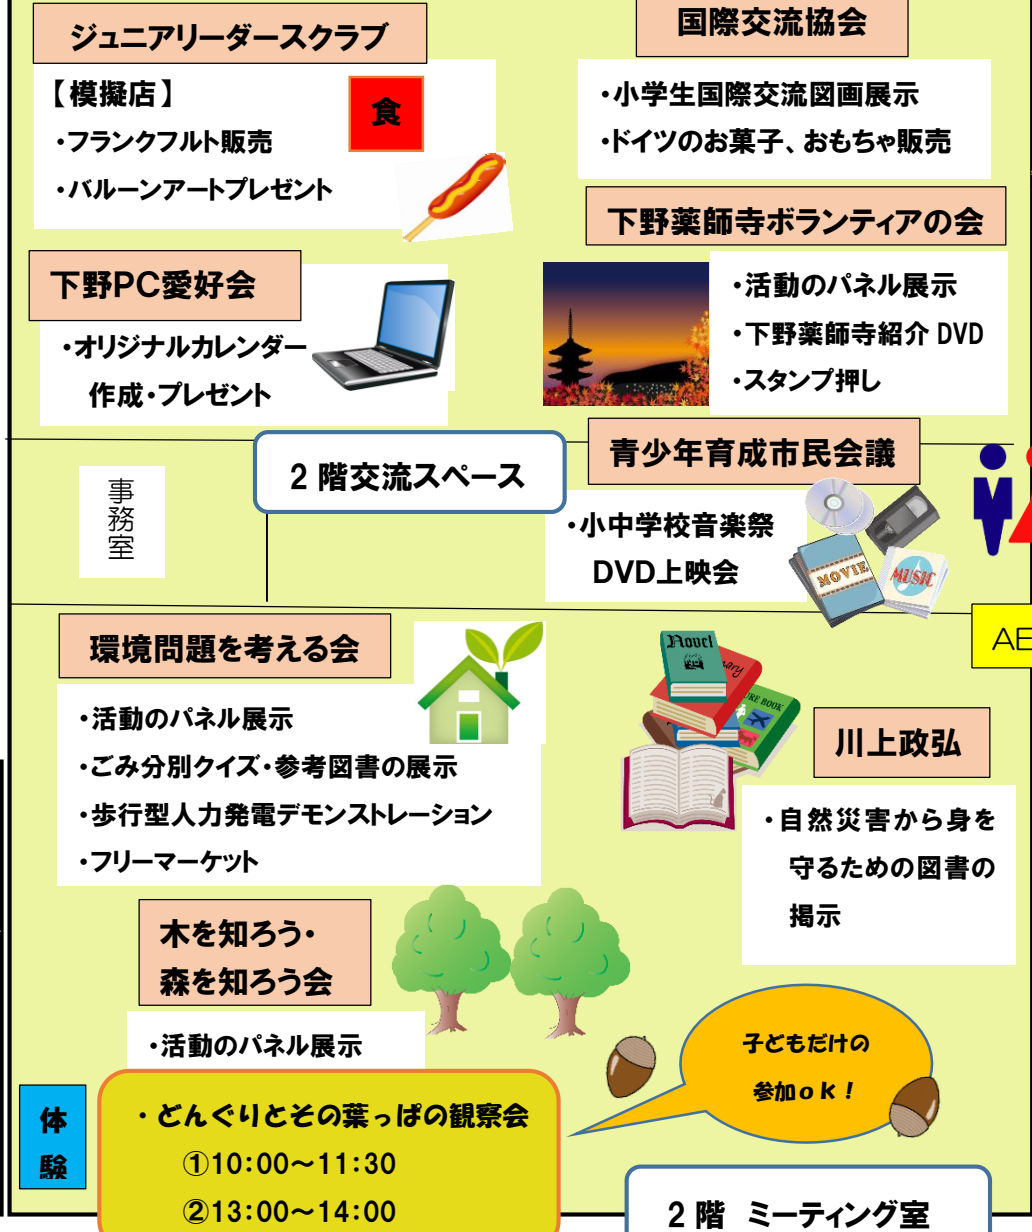 ジュニアリーダースクラブ
【模擬店】
・フランクフルト販売
・バルーンアートプレゼント
食
国際交流協会
・小学生国際交流図画展示
・ドイツのお菓子、おもちゃ販売
下野薬師寺ボランティアの会
・活動のパネル展示
・下野薬師寺紹介 DVD
・スタンプ押し
下野PC愛好会
・オリジナルカレンダー
作成・プレゼント
2 階交流スペース
事務室
青少年育成市民会議
・小中学校音楽祭
DVD上映会
MOVIE
MUSIC
AE
環境問題を考える会
・活動のパネル展示
・ごみ分別クイズ・参考図書の展示
・歩行型人力発電デモンストレーション
・フリーマーケット
Novel
川上政弘
・自然災害から身を
守るための図書の
掲示
木を知ろう・
森を知ろう会
・活動のパネル展示
体験
・どんぐりとその葉っぱの観察会
①10:00～11:30
②13:00～14:00
子どもだけの
参加ok！
2 階 ミーティング室